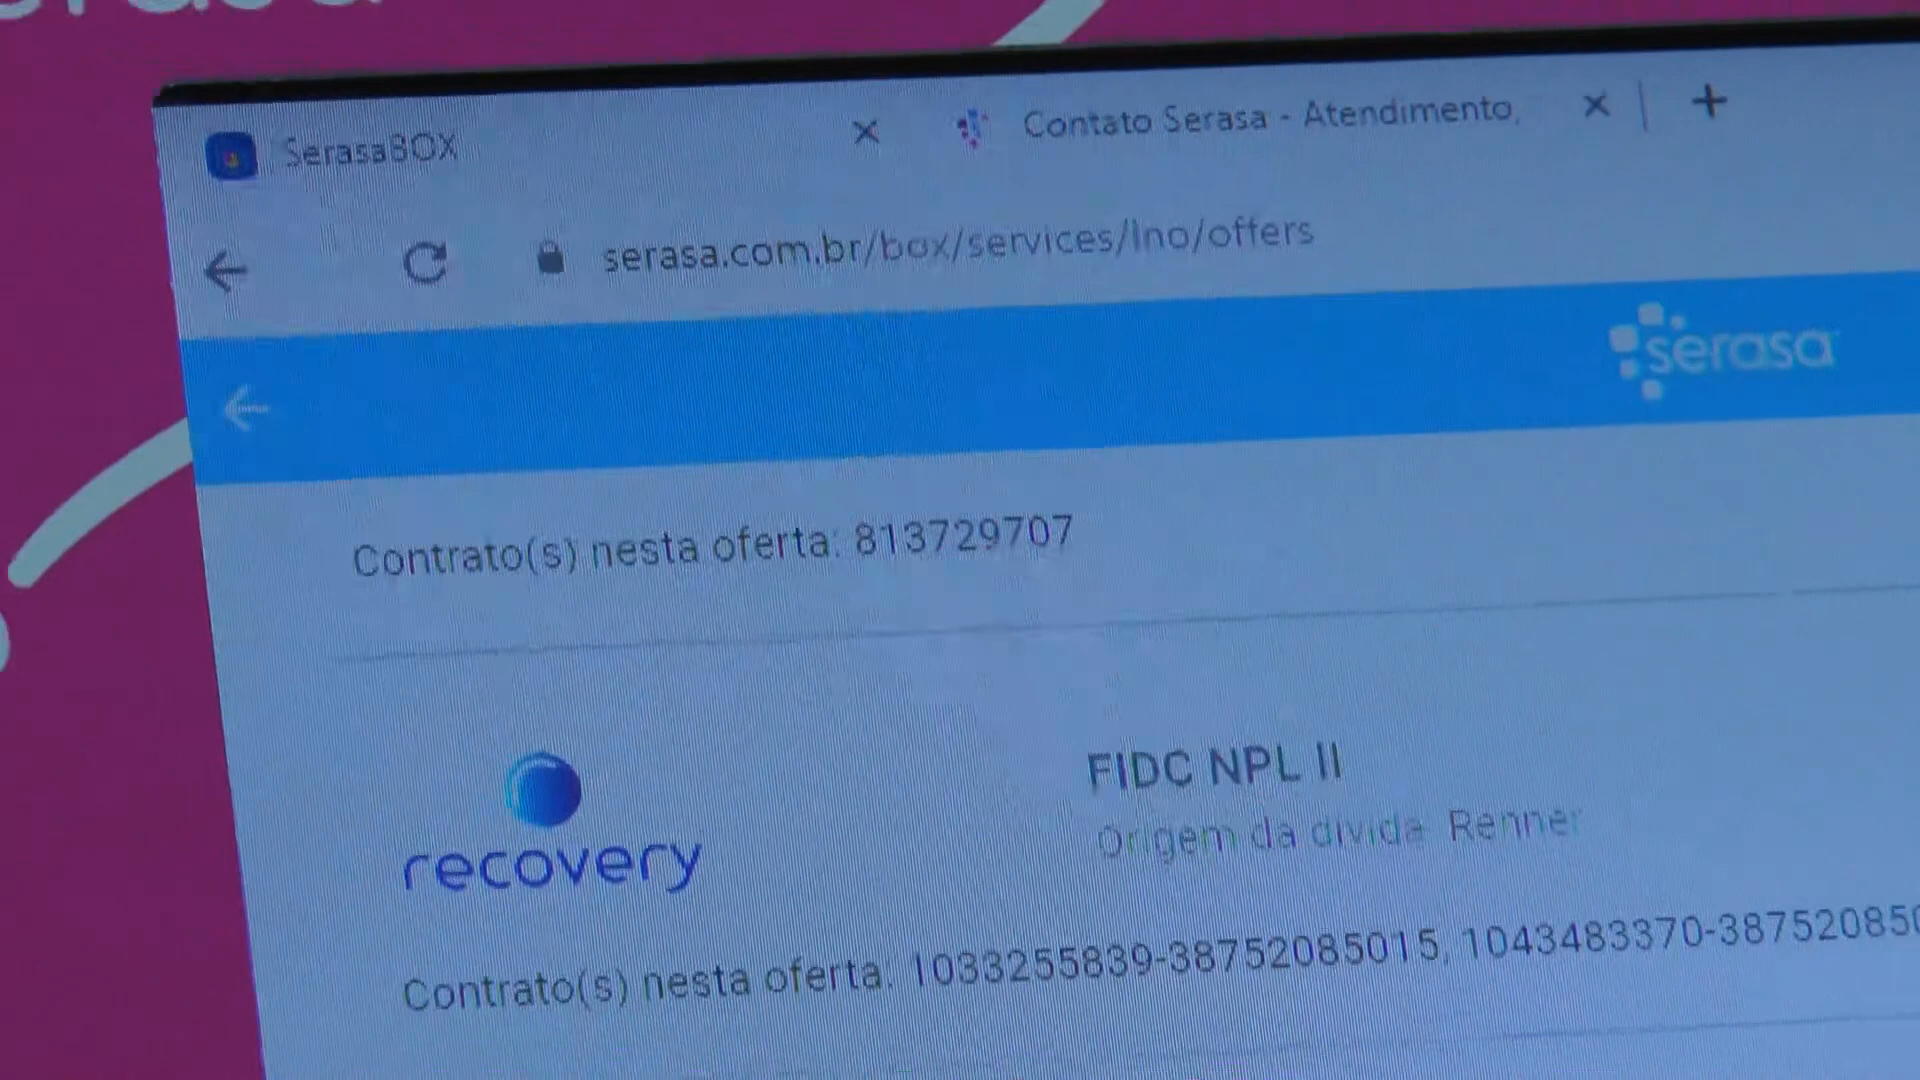 SerasaBOX
Contato Serasa - Atendimento,
serasa.com.br/box/services/lno/offers
serasa
Contrato(s) nesta oferta: 813729707
recovery
FIDC NPL II
Origem da dívida Renner
Contrato(s) nesta oferta: 1033255839-38752085015, 1043483370-387520850